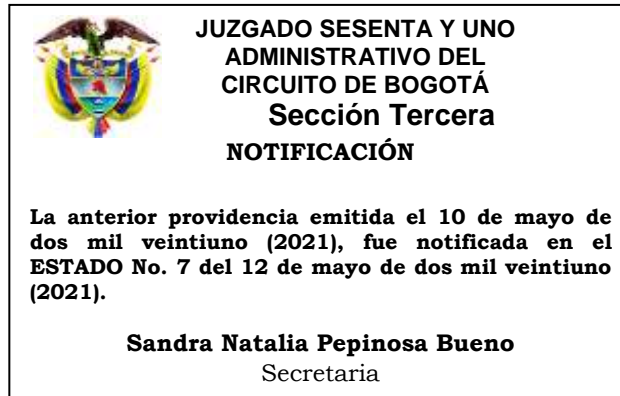 JUZGADO SESENTA Y UNO
ADMINISTRATIVO DEL
CIRCUITO DE BOGOTÁ
Sección Tercera
NOTIFICACIÓN
La anterior providencia emitida el 10 de mayo de
dos mil veintiuno (2021), fue notificada en el
ESTADO No. 7 del 12 de mayo de dos mil veintiuno
(2021).
Sandra Natalia Pepinosa Bueno
Secretaria